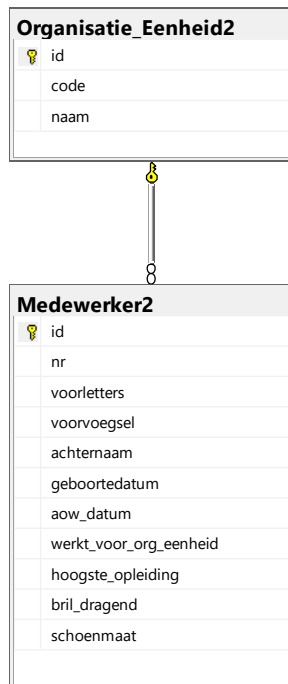 Organisatie_Eenheid2
id
code
naam
Medewerker2
id
nr
voorletters
voorvoegsel
achternaam
geboortedatum
aow_datum
werkt_voor_org_eenheid
hoogste_opleiding
bril_dragend
schoenmaat